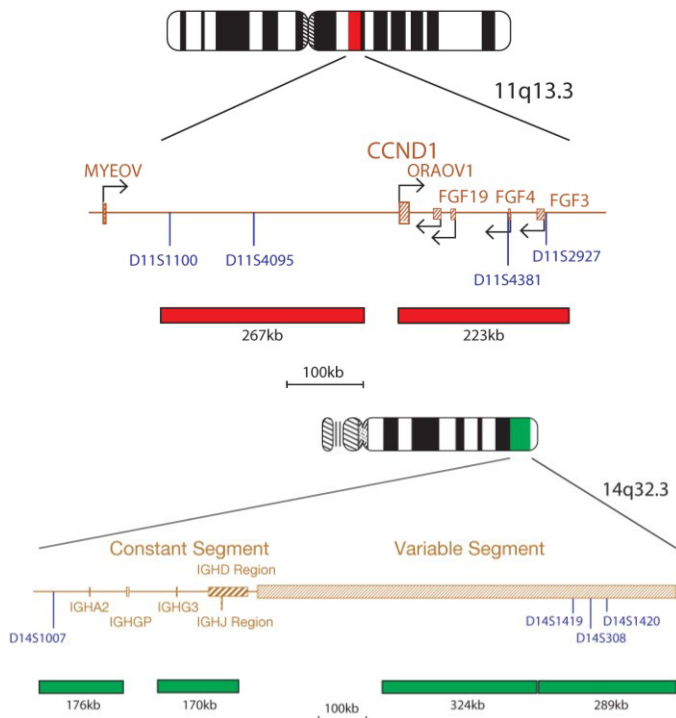 11q13.3
CCND1
MYEOV
ORAOV1
FGF19
FGF4
FGF3
D11S1100
D11S4095
D11S4381
D11S2927
267kb
223kb
100kb
14q32.3
Constant Segment
Variable Segment
IGHD Region
IGHA2
IGHGP
IGHG3
IGHJ Region
D14S1007
D14S1419
D14S308
D14S1420
176kb
170kb
100kb
324kb
289kb